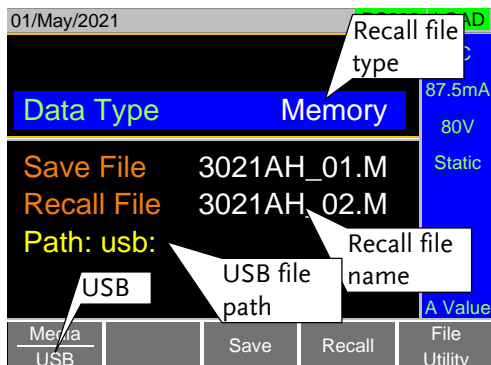 01/May/2021
LOAD
Recall file
type
87.5mA
Data Type Memory
80V
Save File 3021AH_01.M
Static
Recall File 3021AH_02.M
Path: usb:
Recall file
name
USB file
path
USB
A Value
Media
USB
Save
Recall
File
Utility